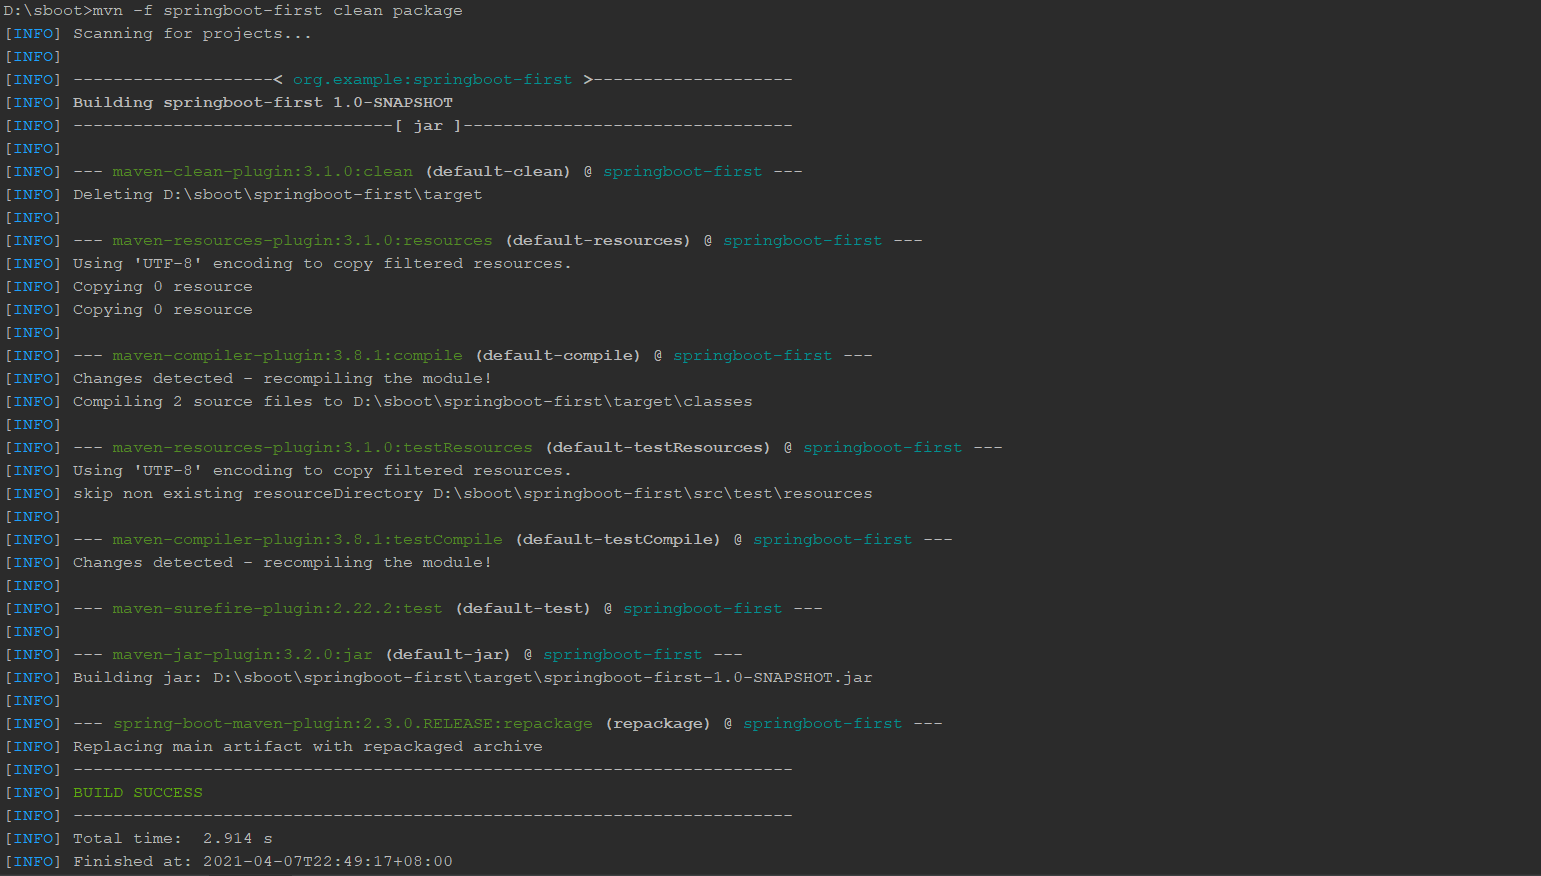 D:\sboot>mvn -f springboot-first clean package
[INFO] Scanning for projects...
[INFO]
[INFO] --------------------< org.example:springboot-first >--------------------
[INFO] Building springboot-first 1.0-SNAPSHOT
[INFO] --------------------------------[ jar ]---------------------------------
[INFO]
[INFO] --- maven-clean-plugin:3.1.0:clean (default-clean) @ springboot-first ---
[INFO] Deleting D:\sboot\springboot-first\target
[INFO]
[INFO] --- maven-resources-plugin:3.1.0:resources (default-resources) @ springboot-first ---
[INFO] Using 'UTF-8' encoding to copy filtered resources.
[INFO] Copying 0 resource
[INFO] Copying 0 resource
[INFO]
[INFO] --- maven-compiler-plugin:3.8.1:compile (default-compile) @ springboot-first ---
[INFO] Changes detected - recompiling the module!
[INFO] Compiling 2 source files to D:\sboot\springboot-first\target\classes
[INFO]
[INFO] --- maven-resources-plugin:3.1.0:testResources (default-testResources) @ springboot-first ---
[INFO] Using 'UTF-8' encoding to copy filtered resources.
[INFO] skip non existing resourceDirectory D:\sboot\springboot-first\src\test\resources
[INFO]
[INFO] --- maven-compiler-plugin:3.8.1:testCompile (default-testCompile) @ springboot-first ---
[INFO] Changes detected - recompiling the module!
[INFO]
[INFO] --- maven-surefire-plugin:2.22.2:test (default-test) @ springboot-first ---
[INFO]
[INFO] --- maven-jar-plugin:3.2.0:jar (default-jar) @ springboot-first ---
[INFO] Building jar: D:\sboot\springboot-first\target\springboot-first-1.0-SNAPSHOT.jar
[INFO]
[INFO] --- spring-boot-maven-plugin:2.3.0.RELEASE:repackage (repackage) @ springboot-first ---
[INFO] Replacing main artifact with repackaged archive
[INFO] ------------------------------------------------------------------------
[INFO] BUILD SUCCESS
[INFO] ------------------------------------------------------------------------
[INFO] Total time:  2.914 s
[INFO] Finished at: 2021-04-07T22:49:17+08:00